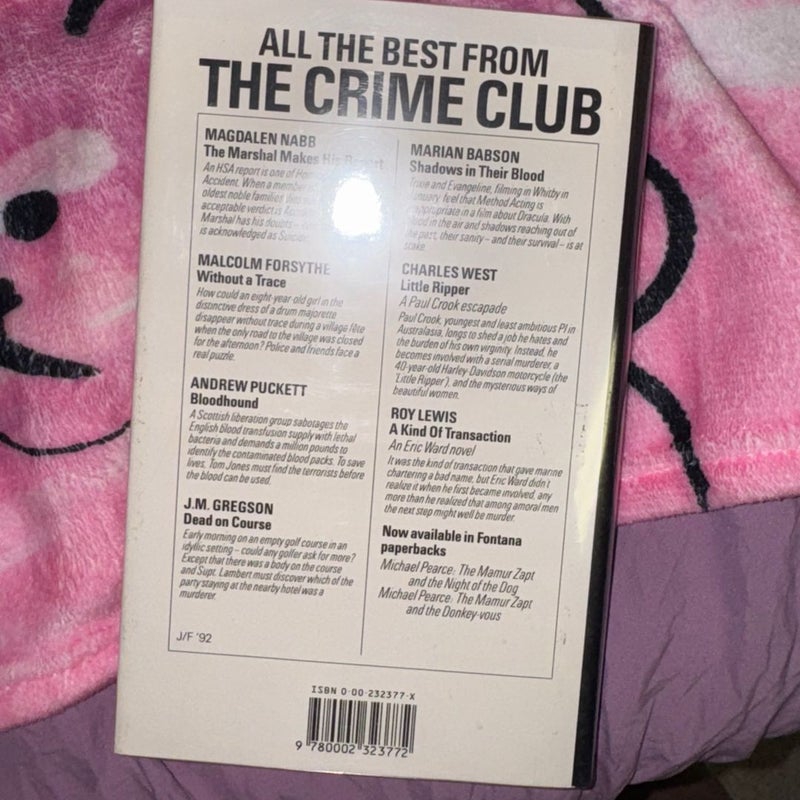 ALL THE BEST FROM
THE CRIME CLUB
MAGDALEN NABB
The Marshal Makes His Report
An HSA report is one of
Accident. When a member
oldest noble families
acceptable verdict is
Marshal has his doubts
is acknowledged as Suicide
MALCOLM FORSYTHE
Without a Trace
How could an eight-year-old girl in the
distinctive dress of a drum majorette
disappear without trace during a village fête
when the only road to the village was closed
for the afternoon? Police and friends face a
real puzzle.
ANDREW PUCKETT
Bloodhound
A Scottish liberation group sabotages the
English blood transfusion supply with lethal
bacteria and demands a million pounds to
identify the contaminated blood packs. To save
lives, Tom Jones must find the terrorists before
the blood can be used.
J.M. GREGSON
Dead on Course
Early morning on an empty golf course in an
idyllic setting – could any golfer ask for more?
Except that there was a body on the course
and Supt. Lambert must discover which of the
party staying at the nearby hotel was a
murderer.
J/F '92
MARIAN BABSON
Shadows in Their Blood
Trixie and Evangeline, filming in Whitby in
January feel that Method Acting is
inappropriate in a film about Dracula. With
blood in the air and shadows reaching out of
the past, their sanity – and their survival – is at
stake.
CHARLES WEST
Little Ripper
A Paul Crook escapade
Paul Crook, youngest and least ambitious PI in
Australasia, longs to shed a job he hates and
the burden of his own virginity. Instead, he
becomes involved with a serial murderer, a
40-year-old Harley-Davidson motorcycle (the
'Little Ripper'), and the mysterious ways of
beautiful women.
ROY LEWIS
A Kind Of Transaction
An Eric Ward novel
It was the kind of transaction that gave marine
chartering a bad name, but Eric Ward didn't
realize it when he first became involved, any
more than he realized that among amoral men
the next step might well be murder.
Now available in Fontana
paperbacks
Michael Pearce: The Mamur Zapt
and the Night of the Dog
Michael Pearce: The Mamur Zapt
and the Donkey-vous
ISBN 0-00-232377-X
9 780002 323772